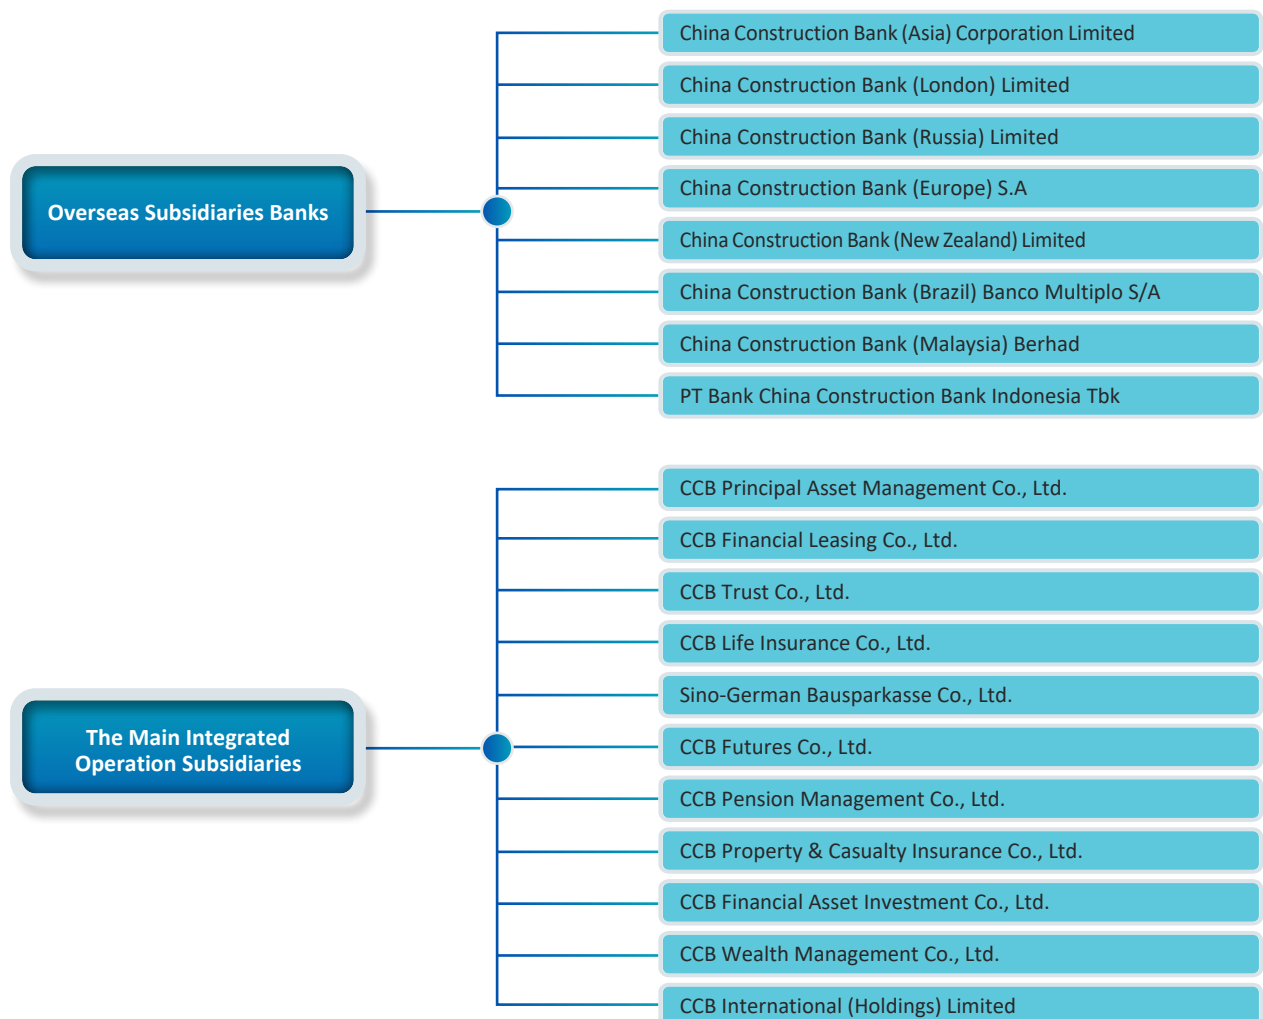 Overseas Subsidiaries Banks
China Construction Bank (Asia) Corporation Limited
China Construction Bank (London) Limited
China Construction Bank (Russia) Limited
China Construction Bank (Europe) S.A
China Construction Bank (New Zealand) Limited
China Construction Bank (Brazil) Banco Multiplo S/A
China Construction Bank (Malaysia) Berhad
PT Bank China Construction Bank Indonesia Tbk
The Main Integrated
Operation Subsidiaries
CCB Principal Asset Management Co., Ltd.
CCB Financial Leasing Co., Ltd.
CCB Trust Co., Ltd.
CCB Life Insurance Co., Ltd.
Sino-German Bausparkasse Co., Ltd.
CCB Futures Co., Ltd.
CCB Pension Management Co., Ltd.
CCB Property & Casualty Insurance Co., Ltd.
CCB Financial Asset Investment Co., Ltd.
CCB Wealth Management Co., Ltd.
CCB International (Holdings) Limited